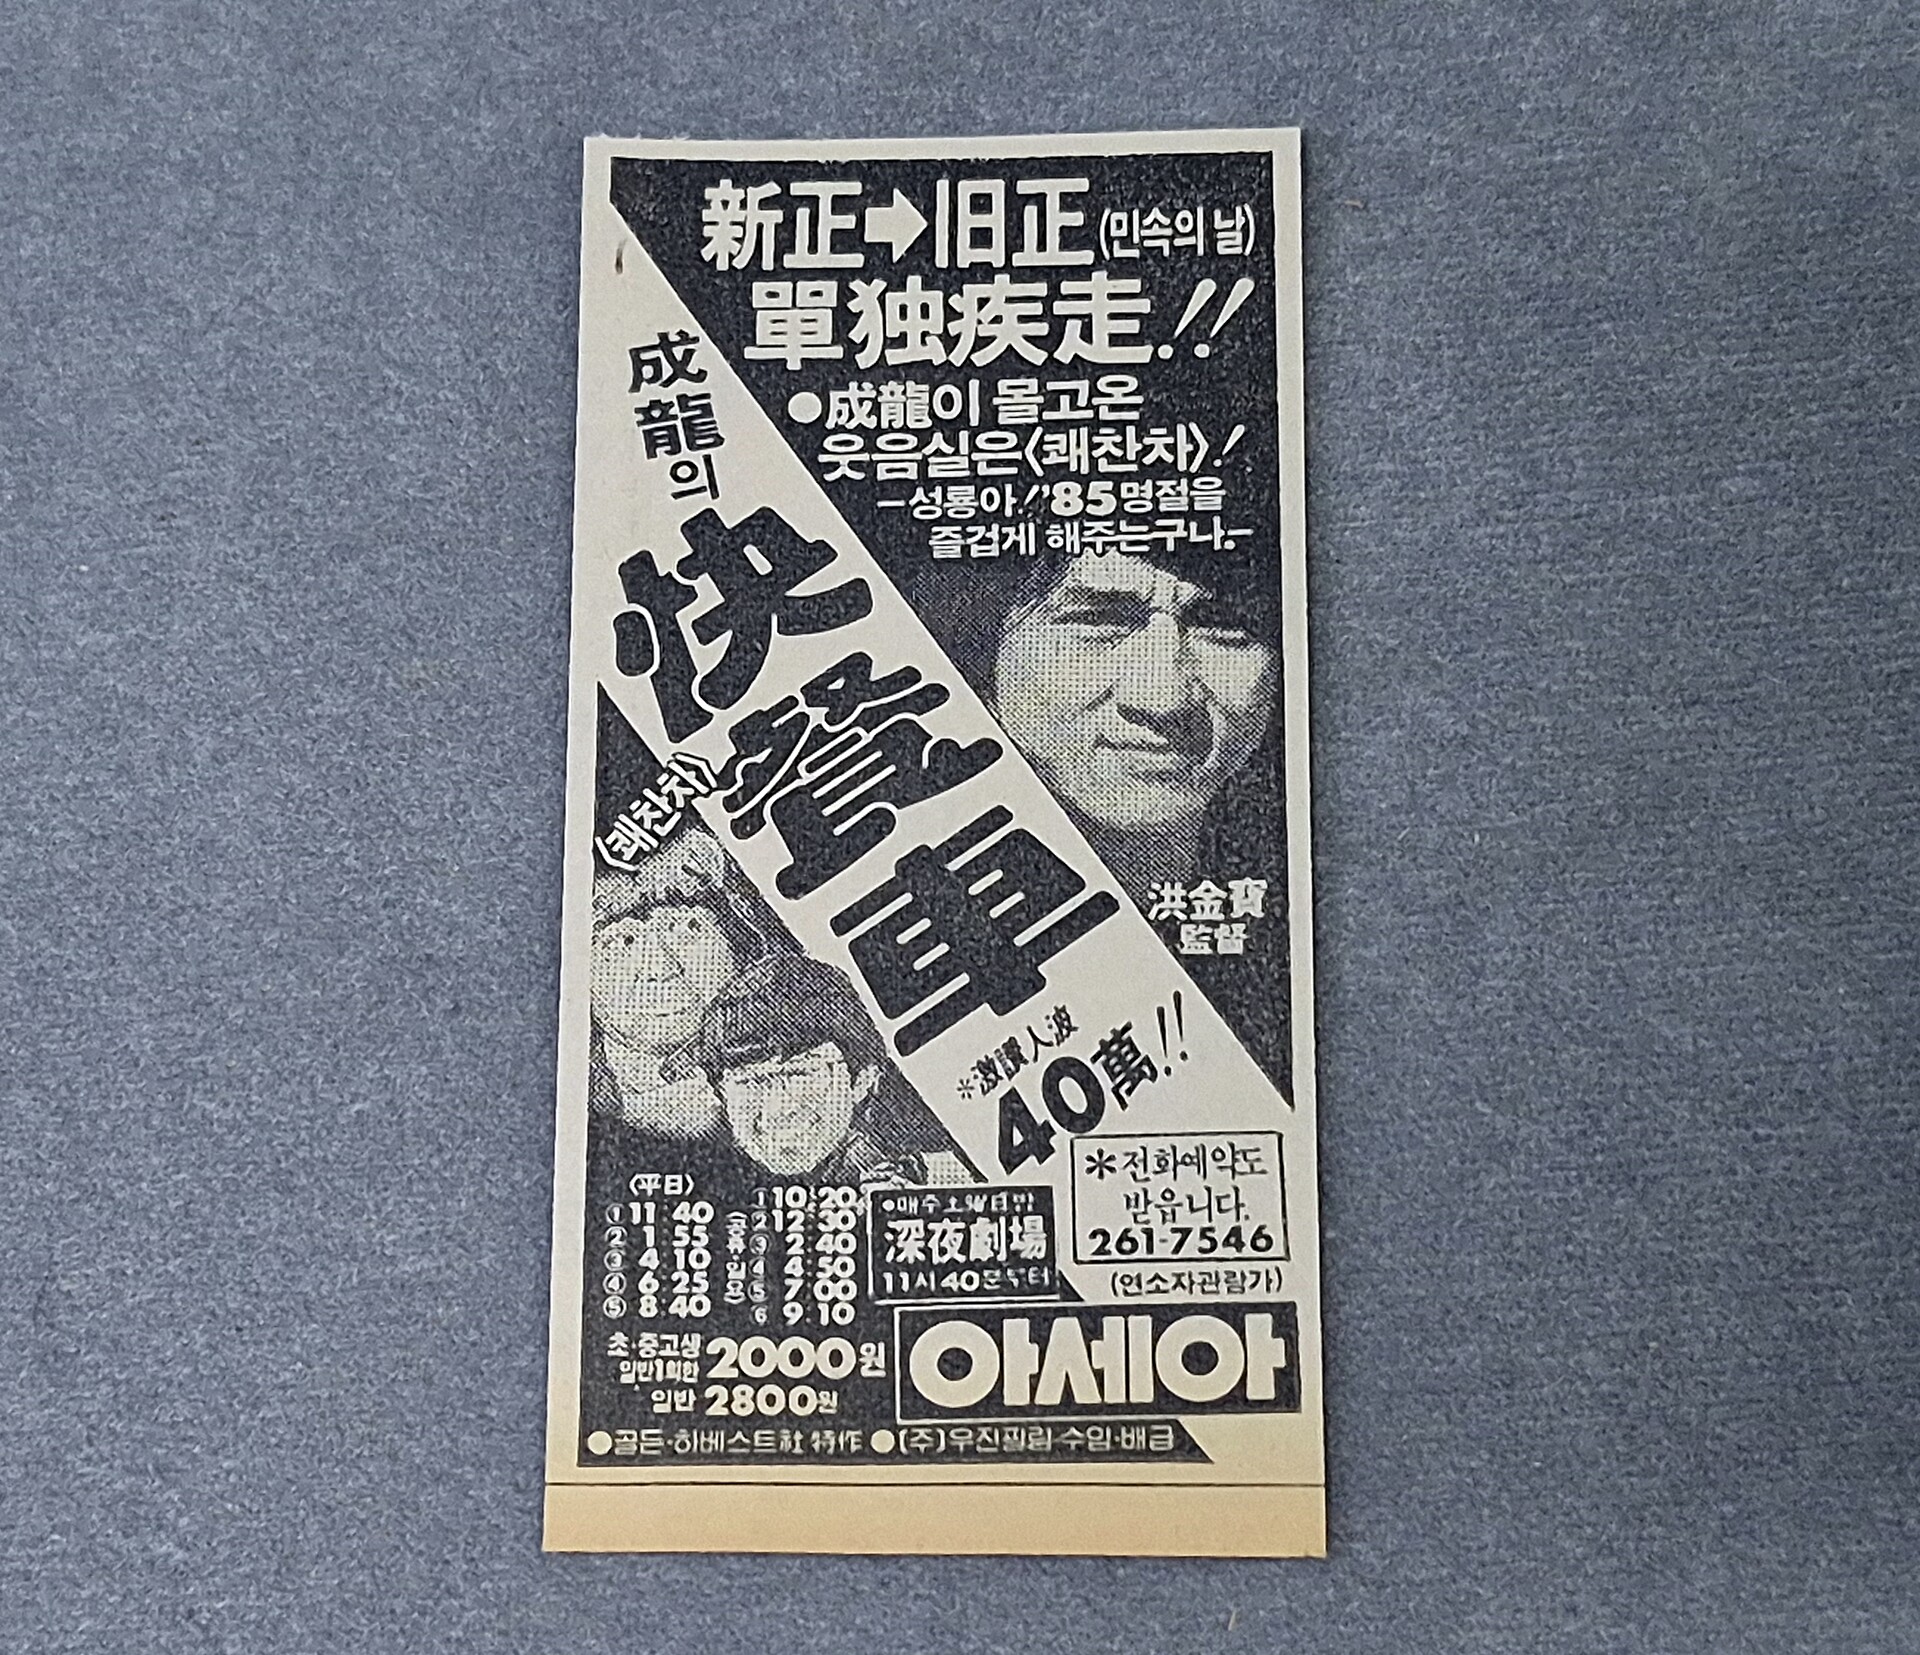 新正➡旧正(민속의 날)
單独疾走!!
●成龍이 몰고온
웃음실은〈쾌찬차〉!
-성룡아!'85명절을
즐겁게 해주는구나.-
成龍의
快餐車
〈쾌찬차〉
洪金寶
監督
*激讚人波
40萬!!
*전화예약도
받읍니다.
261-7546
(연소자관람가)
〈平日〉
①11:40
②1:55
③4:10
④6:25
⑤8:40
(공휴·일요)
①10:20
②12:30
③2:40
④4:50
⑤7:00
⑥9:10
●매주 土曜日밤
深夜劇場
11시40분부터
초·중고생
일반1회한
2000원
일반 2800원
아세아
●골든·하베스트社 特作 ●(주)우진필림·수입·배급